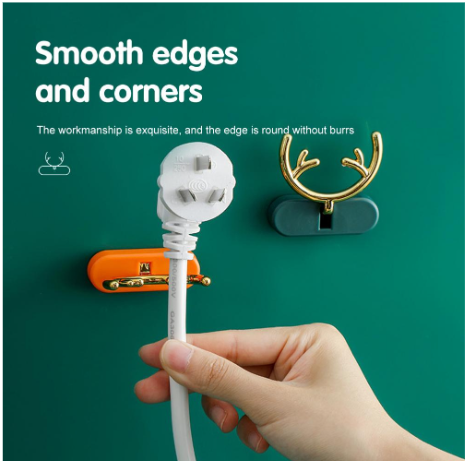 Smooth edges
and corners
The workmanship is exquisite, and the edge is round without burrs